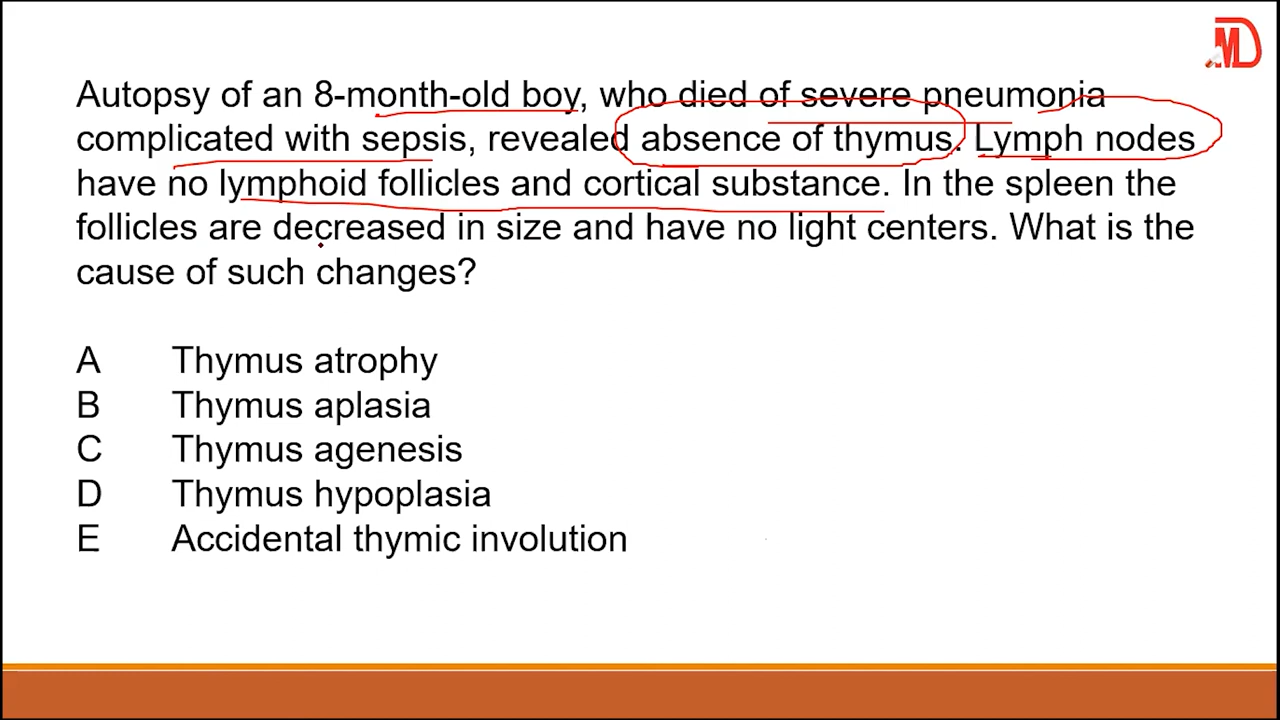 MD
Autopsy of an 8-month-old boy, who died of severe pneumonia
complicated with sepsis, revealed absence of thymus. Lymph nodes
have no lymphoid follicles and cortical substance. In the spleen the
follicles are decreased in size and have no light centers. What is the
cause of such changes?
A Thymus atrophy
B Thymus aplasia
C Thymus agenesis
D Thymus hypoplasia
E Accidental thymic involution